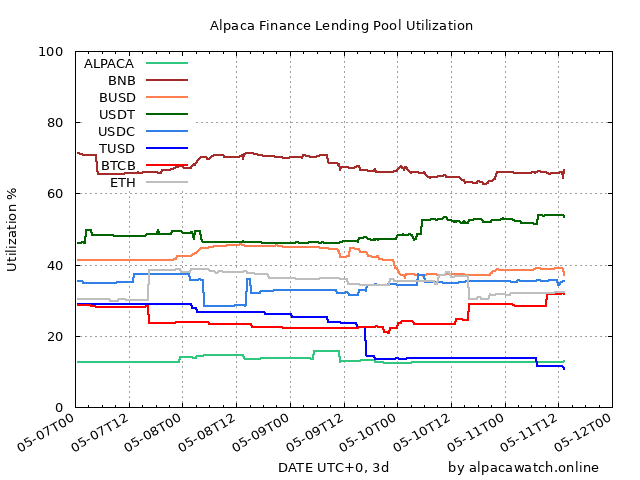 Alpaca Finance Lending Pool Utilization
100
80
60
40
20
0
Utilization %
ALPACA
BNB
BUSD
USDT
USDC
TUSD
BTCB
ETH
05-07T00
05-07T12
05-08T00
05-08T12
05-09T00
05-09T12
05-10T00
05-10T12
05-11T00
05-11T12
05-12T00
DATE UTC+0, 3d
by alpacawatch.online